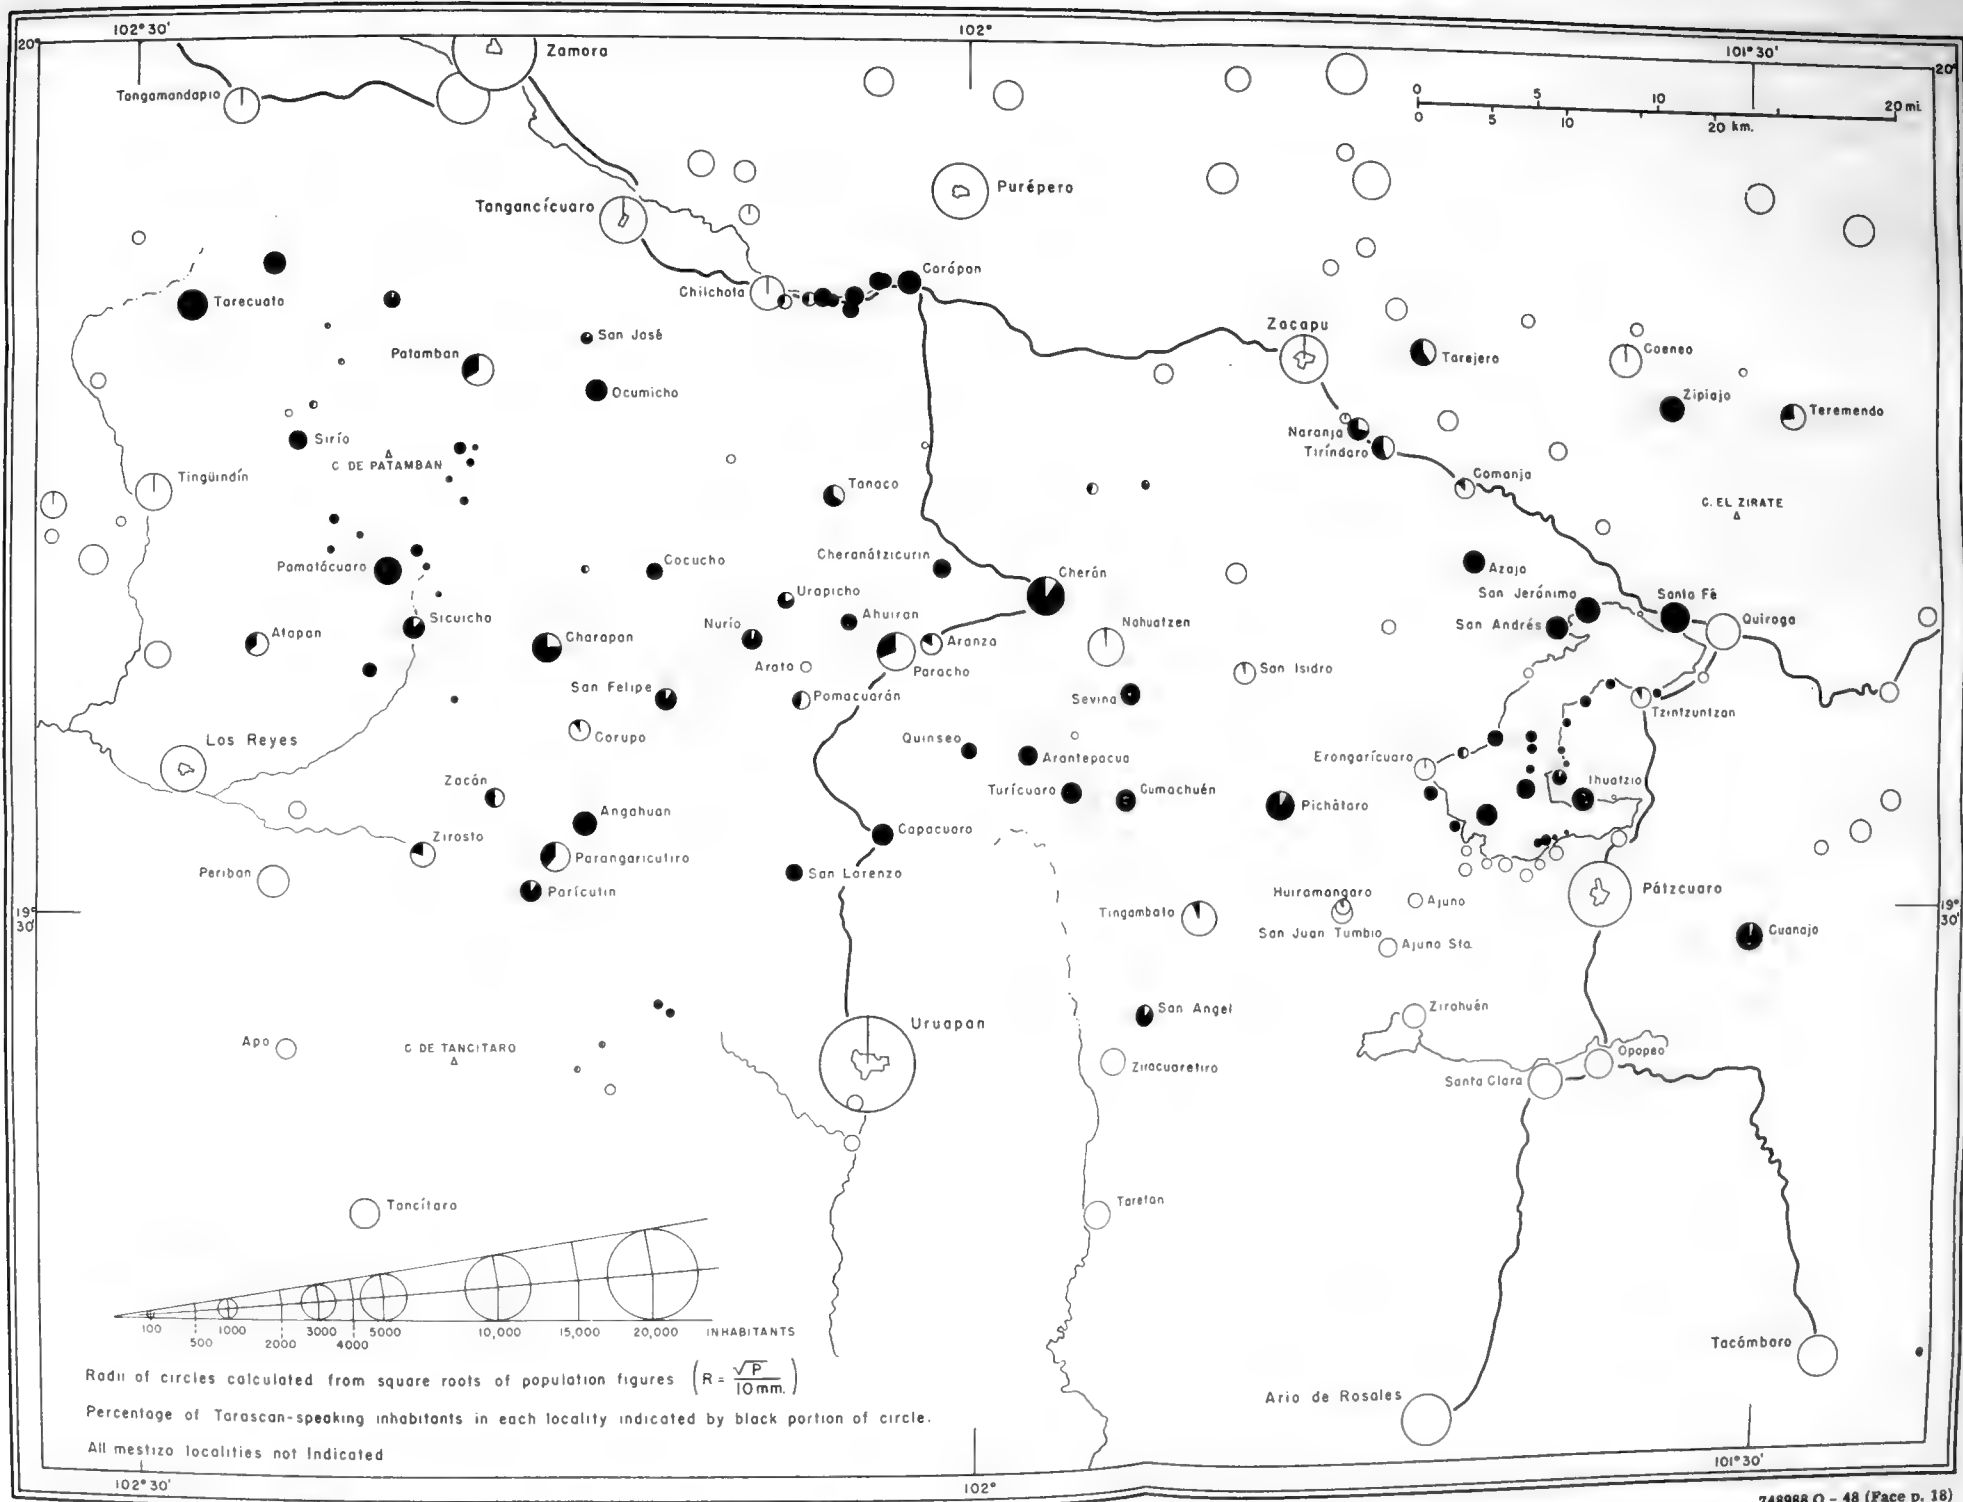 102°30'
102°
101°30'
20°
20°
Zamora
Tangamandapio
0 5 10 20 mi.
0 5 10 20 km.
Purépero
Tangancícuaro
Carápan
Chilchota
Tarecuato
San José
Patamban
Ocumicho
Zacapu
Tarejero
Coeneo
Zipiajo
Teremendo
Naranja
Tiríndaro
Sirío
C. DE PATAMBAN
Tingüindín
Tanaco
Comanja
C. EL ZIRATE
Pamatácuaro
Cocucho
Cheranátzicurin
Cherán
Azajo
San Jerónimo
Santa Fé
Urapicho
Ahuiran
Sicuicho
Nurío
San Andrés
Quiroga
Atapan
Charapan
Aranza
Nahuatzen
Arato
Paracho
San Isidro
San Felipe
Pomacuarán
Sevina
Tzintzuntzan
Corupo
Los Reyes
Quinseo
Arantepacua
Erongarícuaro
Zacán
Turícuaro
Cumachuén
Pichátaro
Ihuatzio
Angahuan
Capacuaro
Zirosto
Parangaricutiro
Peribán
San Lorenzo
Parícutin
Huiramangaro
Ajuno
Pátzcuaro
19°
30'
19°
30'
Tingambato
San Juan Tumbio
Ajuno Sta.
Guanajo
San Angel
Zirahuén
Uruapan
Apo
C. DE TANCITARO
Ziracuaretiro
Opopeo
Santa Clara
Tancítaro
Taretan
100 500 1000 2000 3000 4000 5000 10,000 15,000 20,000 INHABITANTS
Tacámbaro
Ario de Rosales
Radii of circles calculated from square roots of population figures (R = √P / 10 mm.)
Percentage of Tarascan-speaking inhabitants in each locality indicated by black portion of circle.
All mestizo localities not Indicated
102°30'
102°
101°30'
748988 O - 48 (Face p. 18)